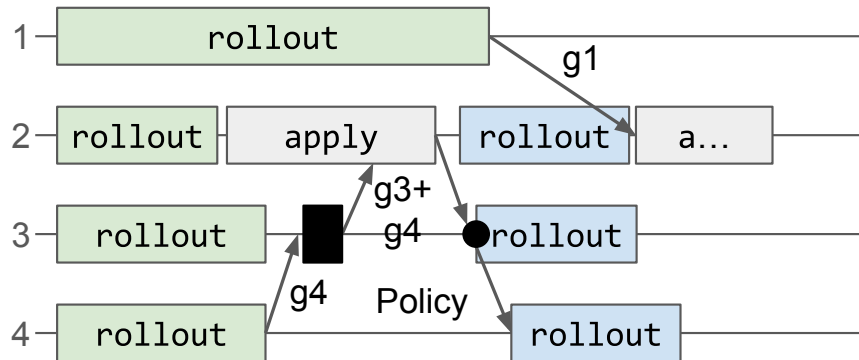 1 rollout
g1
2 rollout apply rollout a…
g3+
3 rollout g4 rollout
g4 Policy
4 rollout rollout